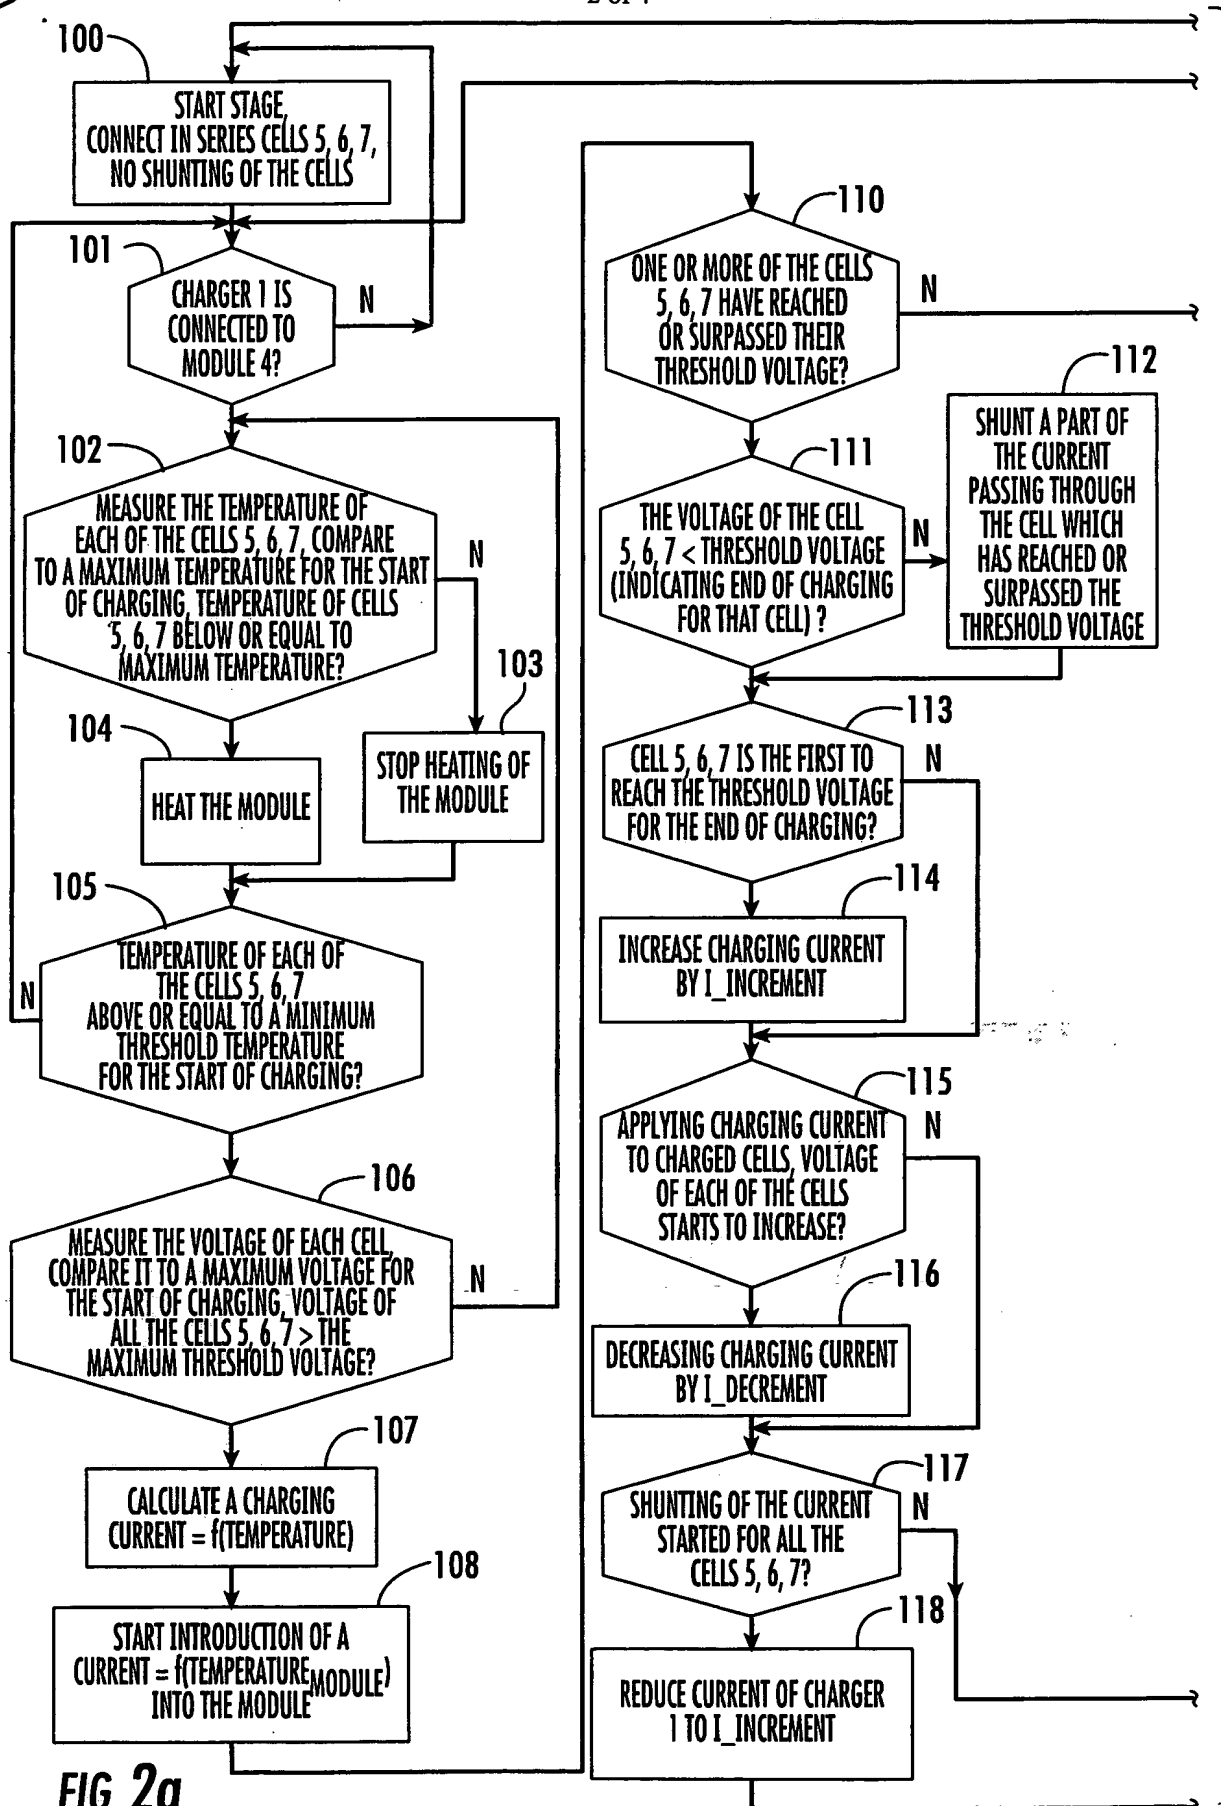 2 of 4
100
START STAGE,
CONNECT IN SERIES CELLS 5, 6, 7,
NO SHUNTING OF THE CELLS
101
CHARGER 1 IS
CONNECTED TO
MODULE 4?
N
102
MEASURE THE TEMPERATURE OF
EACH OF THE CELLS 5, 6, 7, COMPARE
TO A MAXIMUM TEMPERATURE FOR THE START
OF CHARGING, TEMPERATURE OF CELLS
5, 6, 7 BELOW OR EQUAL TO
MAXIMUM TEMPERATURE?
N
103
STOP HEATING OF
THE MODULE
104
HEAT THE MODULE
105
TEMPERATURE OF EACH OF
THE CELLS 5, 6, 7
ABOVE OR EQUAL TO A MINIMUM
THRESHOLD TEMPERATURE
FOR THE START OF CHARGING?
N
106
MEASURE THE VOLTAGE OF EACH CELL,
COMPARE IT TO A MAXIMUM VOLTAGE FOR
THE START OF CHARGING, VOLTAGE OF
ALL THE CELLS 5, 6, 7 > THE
MAXIMUM THRESHOLD VOLTAGE?
N
107
CALCULATE A CHARGING
CURRENT = f(TEMPERATURE)
108
START INTRODUCTION OF A
CURRENT = f(TEMPERATURE MODULE)
INTO THE MODULE
110
ONE OR MORE OF THE CELLS
5, 6, 7 HAVE REACHED
OR SURPASSED THEIR
THRESHOLD VOLTAGE?
N
111
THE VOLTAGE OF THE CELL
5, 6, 7 < THRESHOLD VOLTAGE
(INDICATING END OF CHARGING
FOR THAT CELL) ?
N
112
SHUNT A PART OF
THE CURRENT
PASSING THROUGH
THE CELL WHICH
HAS REACHED OR
SURPASSED THE
THRESHOLD VOLTAGE
113
CELL 5, 6, 7 IS THE FIRST TO
REACH THE THRESHOLD VOLTAGE
FOR THE END OF CHARGING?
N
114
INCREASE CHARGING CURRENT
BY I_INCREMENT
115
APPLYING CHARGING CURRENT
TO CHARGED CELLS, VOLTAGE
OF EACH OF THE CELLS
STARTS TO INCREASE?
N
116
DECREASING CHARGING CURRENT
BY I_DECREMENT
117
SHUNTING OF THE CURRENT
STARTED FOR ALL THE
CELLS 5, 6, 7?
N
118
REDUCE CURRENT OF CHARGER
1 TO I_INCREMENT
FIG 2a